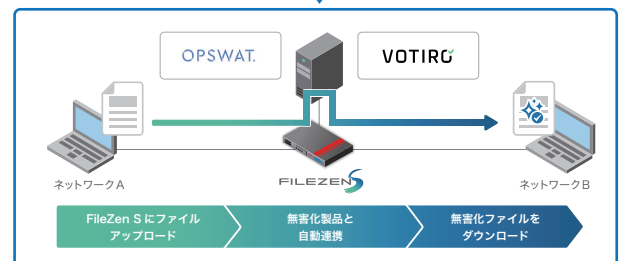 OPSWAT.
VOTIRO
ネットワークA
FILEZEN S
ネットワークB
FileZen S にファイル
アップロード
無害化製品と
自動連携
無害化ファイルを
ダウンロード